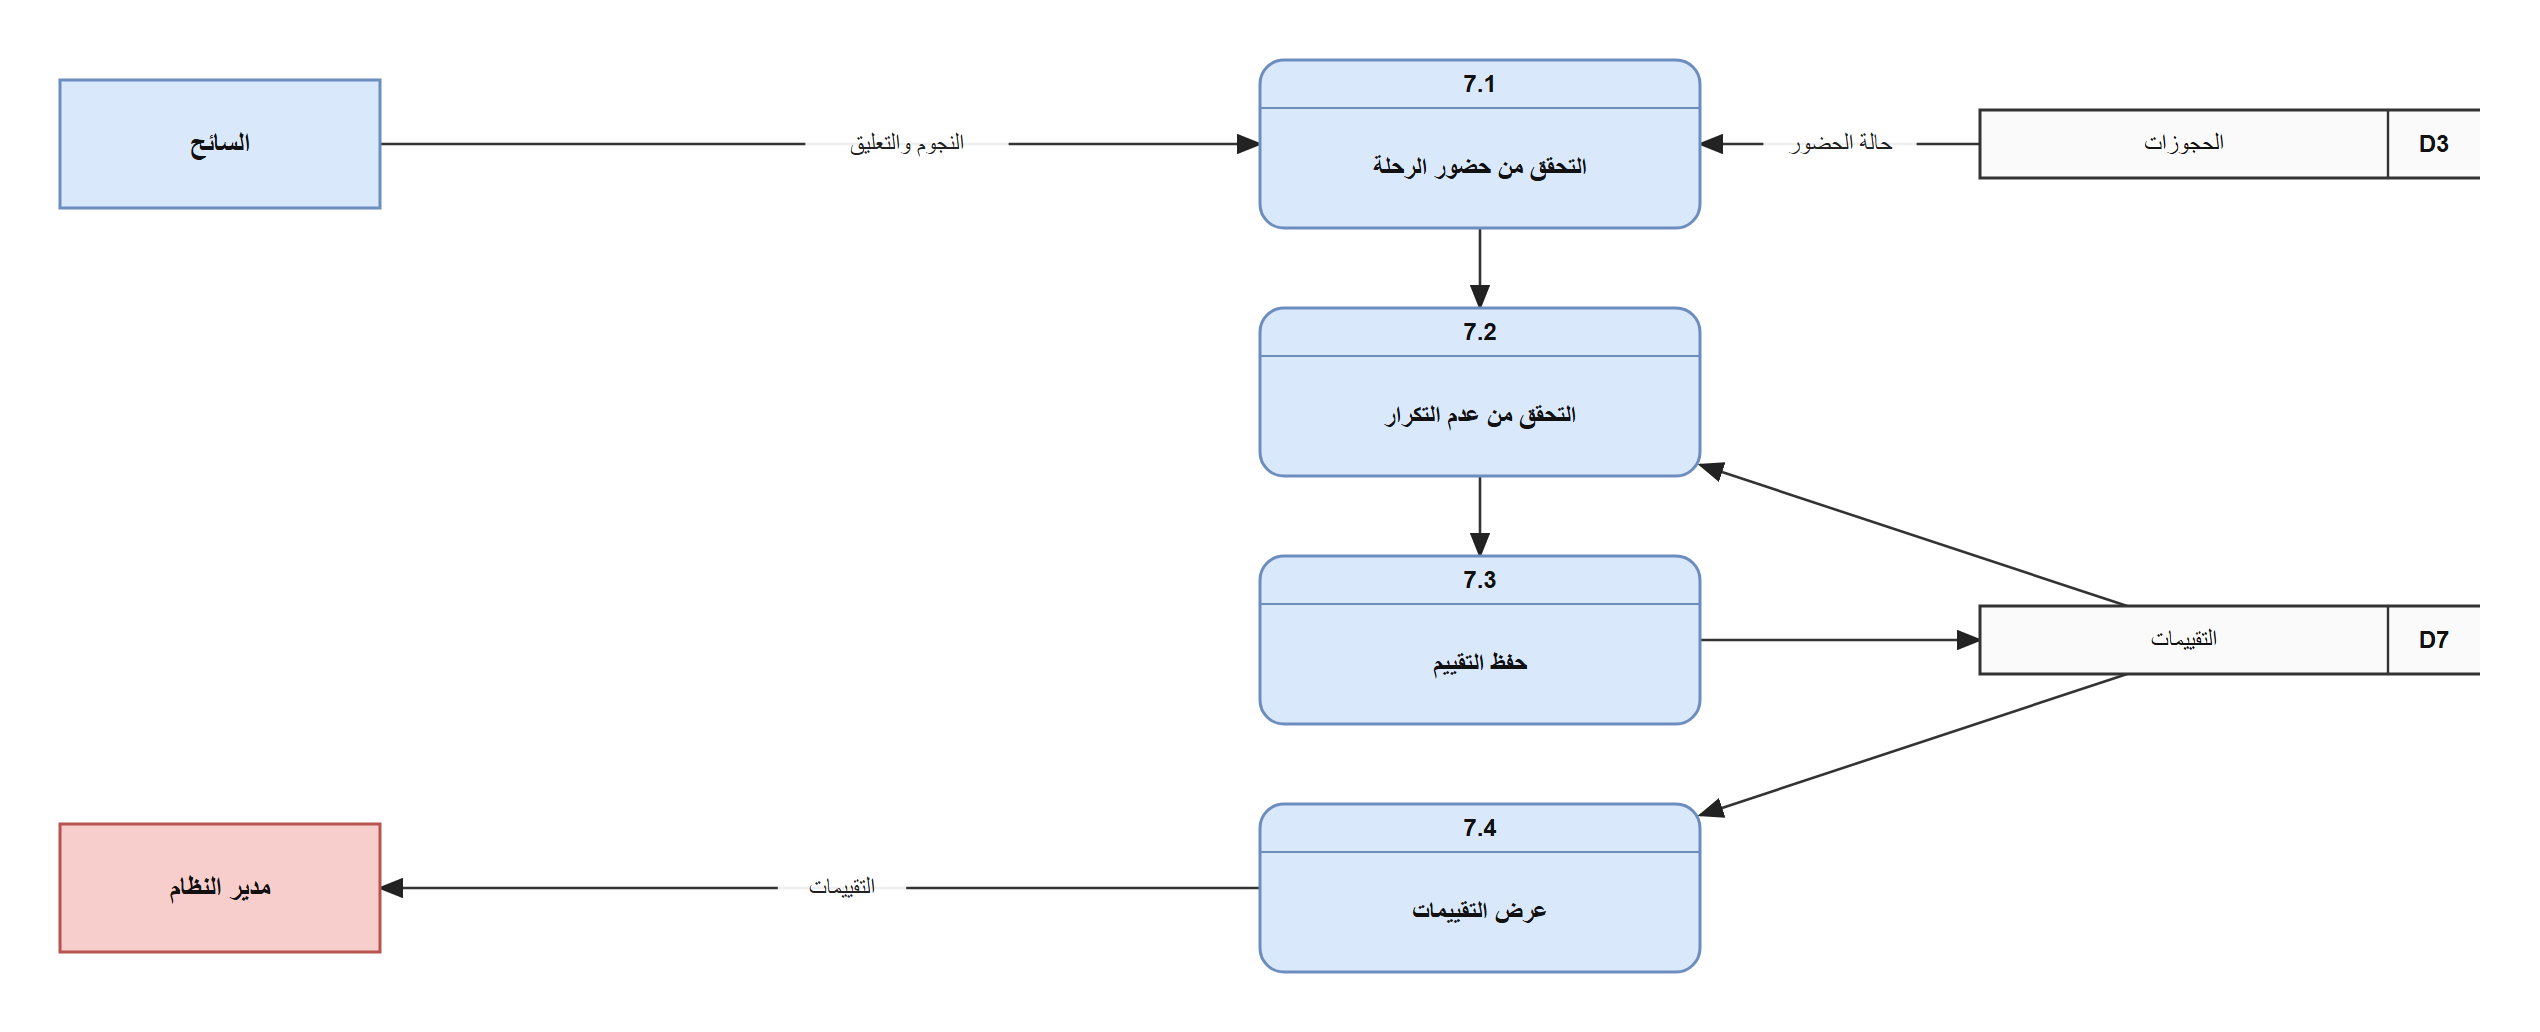 السائح
النجوم والتعليق
7.1
التحقق من حضور الرحلة
حالة الحضور
الحجوزات
D3
7.2
التحقق من عدم التكرار
7.3
حفظ التقييم
التقييمات
D7
7.4
عرض التقييمات
التقييمات
مدير النظام